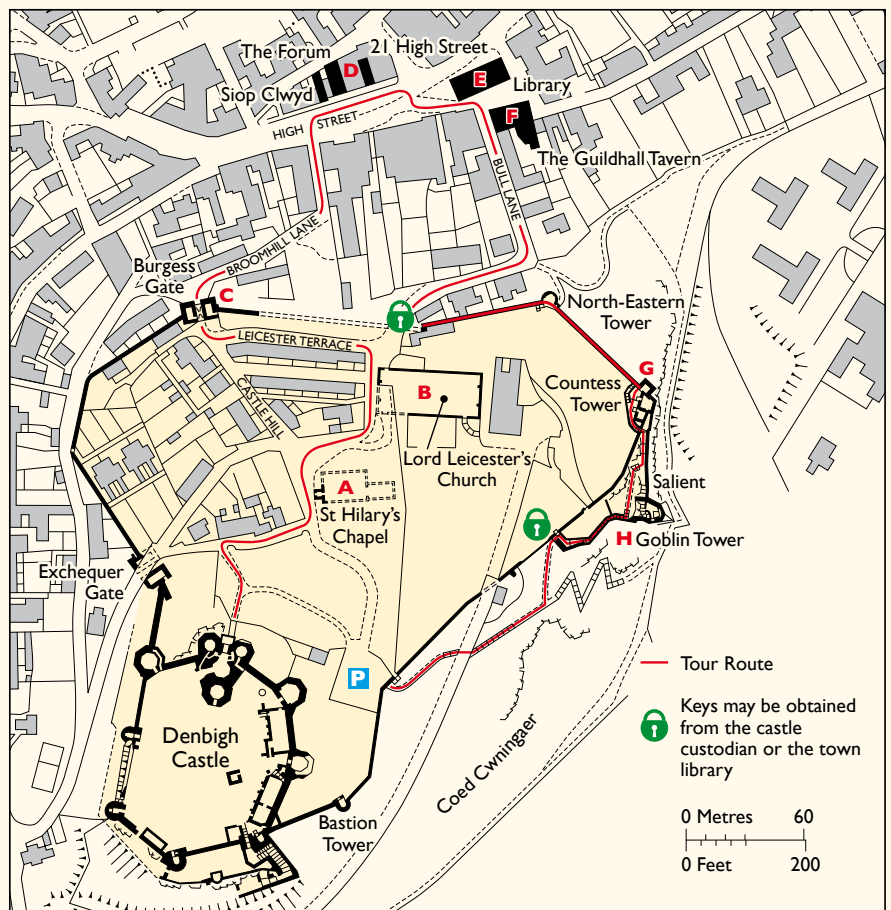 The Forum
21 High Street
D
E
Siop Clwyd
Library
F
HIGH STREET
The Guildhall Tavern
BULL LANE
BROOMHILL LANE
Burgess
Gate
C
North-Eastern
Tower
LEICESTER TERRACE
G
Countess
Tower
CASTLE HILL
B
Lord Leicester's
Church
A
Salient
St Hilary's
Chapel
H Goblin Tower
Exchequer
Gate
P
Tour Route
Keys may be obtained
from the castle
custodian or the town
library
Denbigh
Castle
Coed Cwningaer
Bastion
Tower
0 Metres 60
0 Feet 200